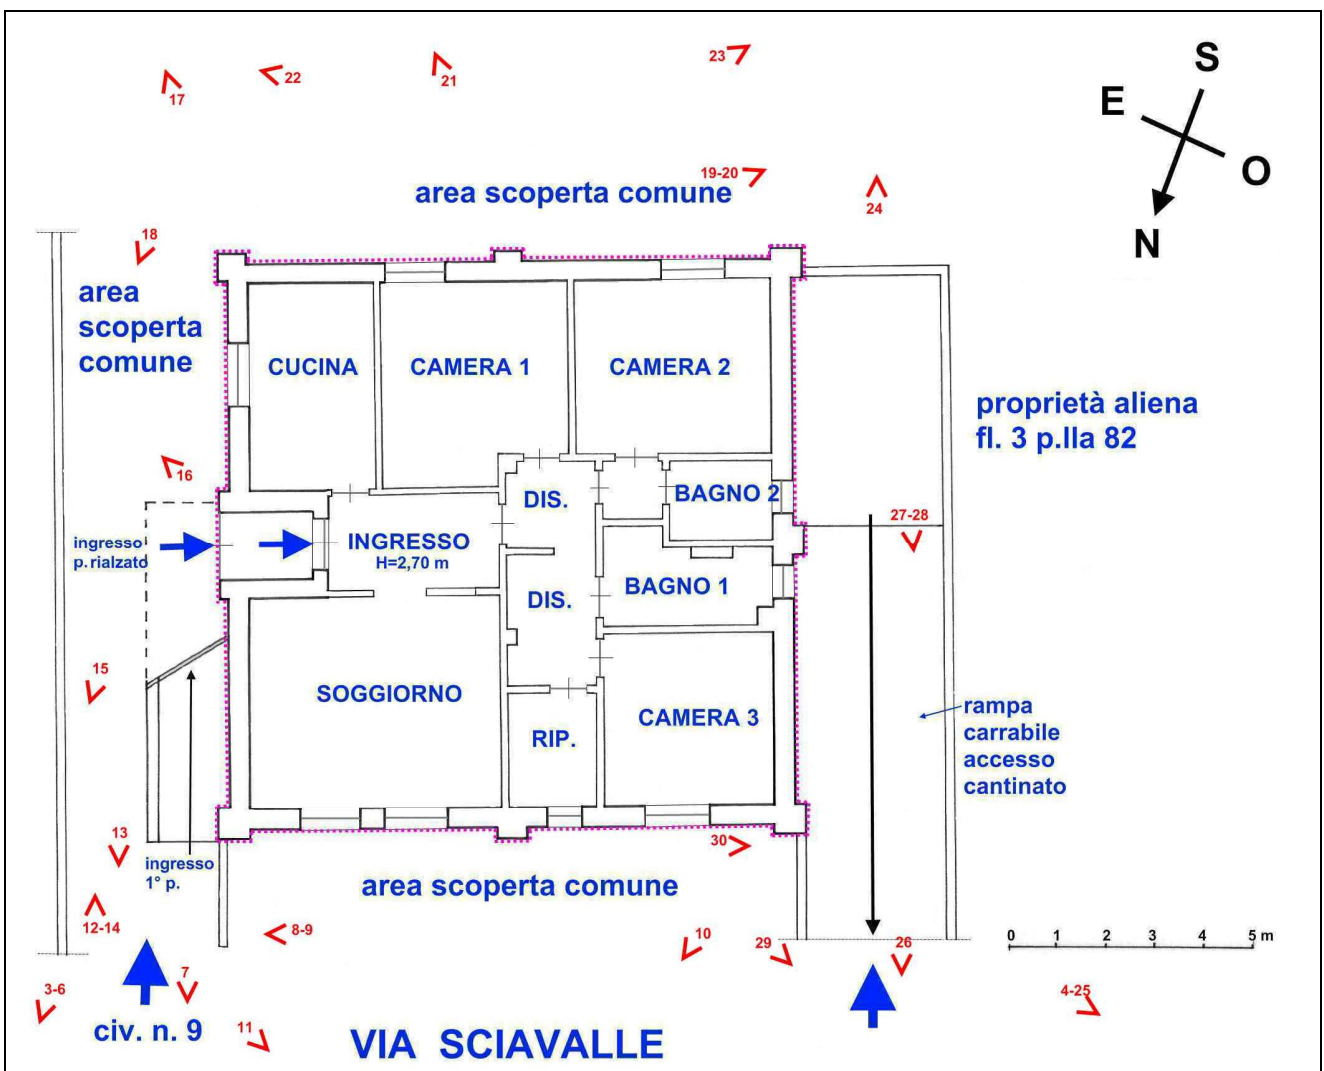 23
S
22
21
17
E
19-20
O
area scoperta comune
24
N
18
area
scoperta
comune
CUCINA
CAMERA 1
CAMERA 2
proprietà aliena
fl. 3 p.lla 82
16
DIS.
BAGNO 2
27-28
ingresso
p. rialzato
INGRESSO
H=2,70 m
BAGNO 1
DIS.
15
SOGGIORNO
CAMERA 3
RIP.
rampa
carrabile
accesso
cantinato
13
30
ingresso
1° p.
area scoperta comune
12-14
8-9
10
29
26
0 1 2 3 4 5 m
7
3-6
4-25
civ. n. 9
11
VIA SCIAVALLE